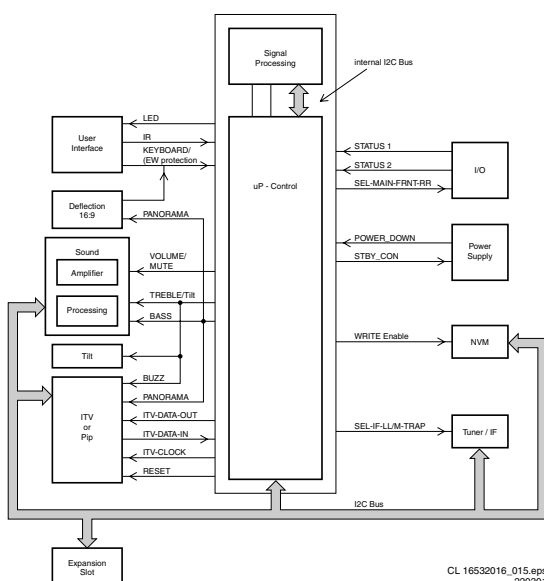 Signal
Processing
internal I2C Bus
LED
User
Interface
IR
KEYBOARD/
(EW protection
STATUS 1
STATUS 2
I/O
SEL-MAIN-FRNT-RR
uP - Control
Deflection
16:9
PANORAMA
POWER_DOWN
Power
Supply
STBY_CON
Sound
Amplifier
VOLUME/
MUTE
Processing
TREBLE/Tilt
BASS
WRITE Enable
NVM
Tilt
BUZZ
PANORAMA
ITV
or
Pip
ITV-DATA-OUT
ITV-DATA-IN
ITV-CLOCK
RESET
SEL-IF-LL/M-TRAP
Tuner / IF
I2C Bus
Expansion
Slot
CL 16532016_015.eps